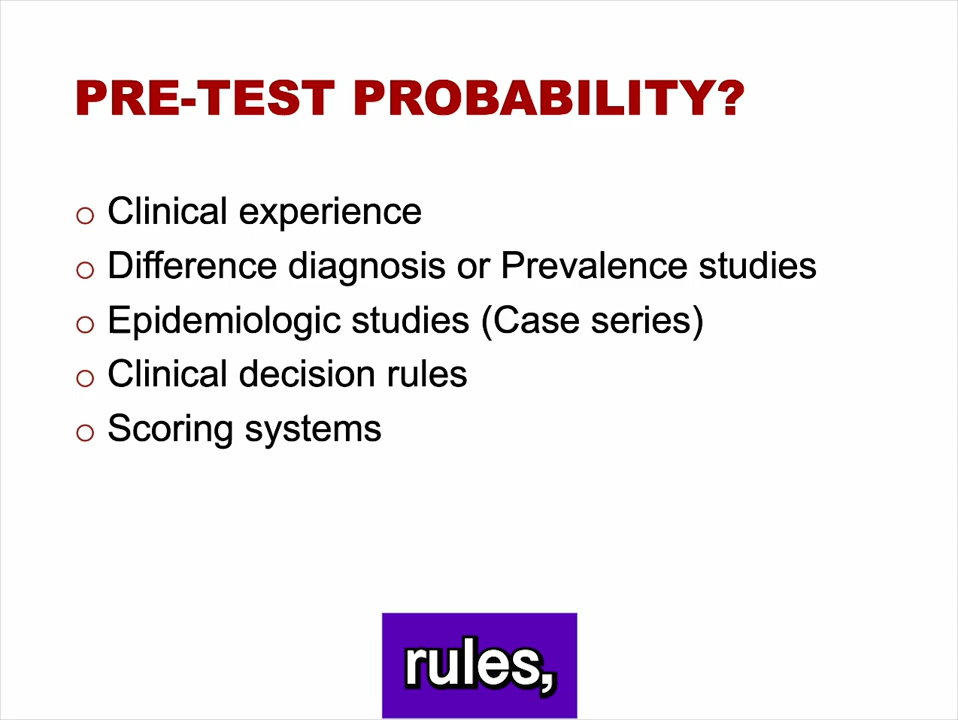 PRE-TEST PROBABILITY?
Clinical experience
Difference diagnosis or Prevalence studies
Epidemiologic studies (Case series)
Clinical decision rules
Scoring systems
rules,